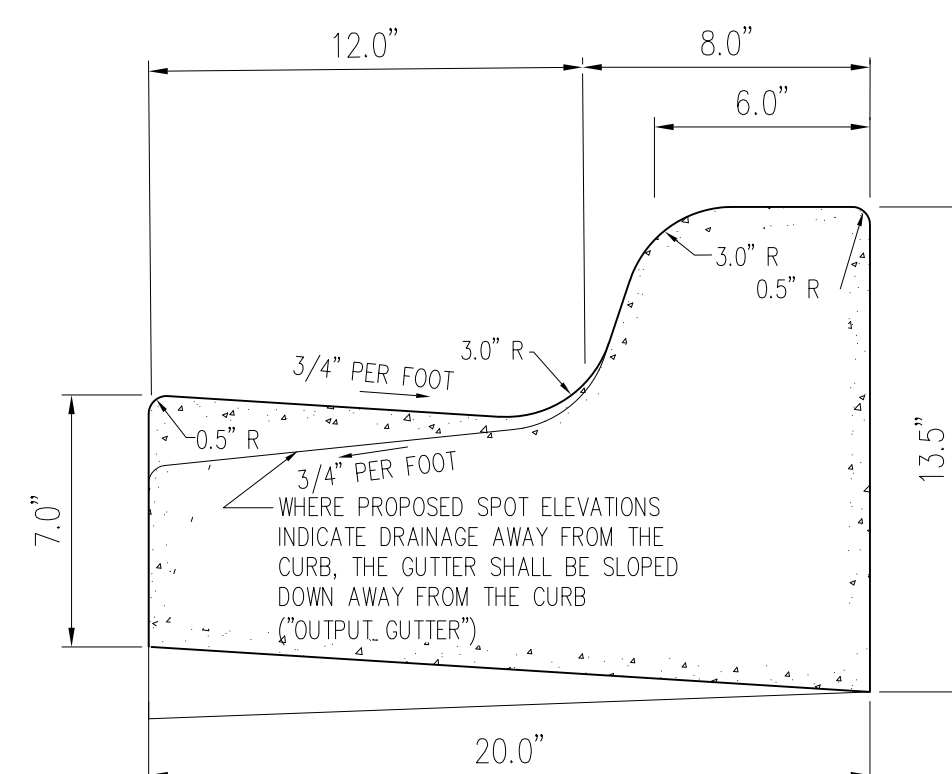 12.0"
8.0"
6.0"
3.0" R
0.5" R
3.0" R
3/4" PER FOOT
0.5" R
3/4" PER FOOT
7.0"
13.5"
WHERE PROPOSED SPOT ELEVATIONS
INDICATE DRAINAGE AWAY FROM THE
CURB, THE GUTTER SHALL BE SLOPED
DOWN AWAY FROM THE CURB
("OUTPUT GUTTER")
20.0"